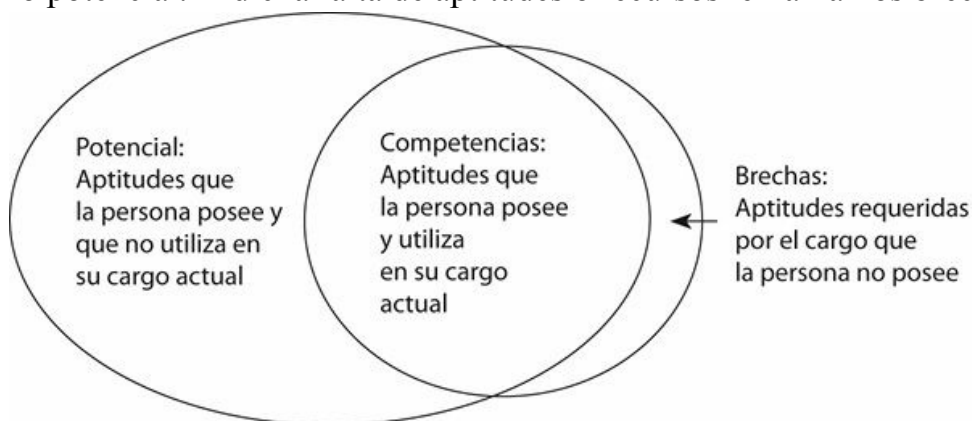 Potencial:
Aptitudes que
la persona posee y
que no utiliza en
su cargo actual
Competencias:
Aptitudes que
la persona posee
y utiliza
en su cargo
actual
Brechas:
Aptitudes requeridas
por el cargo que
la persona no posee